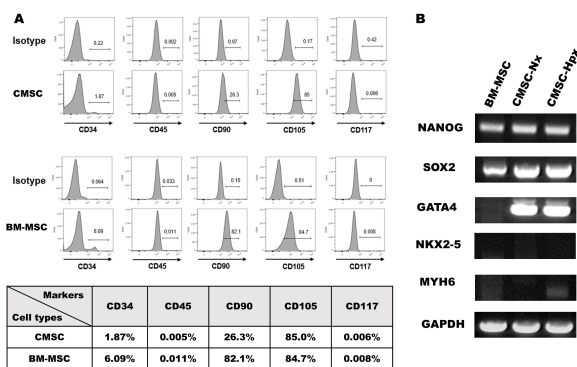 A
Isotype
0.22
0.002
0.97
0.17
0.42
CMSC
1.87
0.005
26.3
85
0.006
CD34
CD45
CD90
CD105
CD117
Isotype
0.064
0.033
0.15
0.51
0
BM-MSC
6.09
0.011
82.1
84.7
0.008
CD34
CD45
CD90
CD105
CD117
Markers
Cell types
CD34 CD45 CD90 CD105 CD117
CMSC 1.87% 0.005% 26.3% 85.0% 0.006%
BM-MSC 6.09% 0.011% 82.1% 84.7% 0.008%
B
BM-MSC
CMSC-Nx
CMSC-Hpx
NANOG
SOX2
GATA4
NKX2-5
MYH6
GAPDH